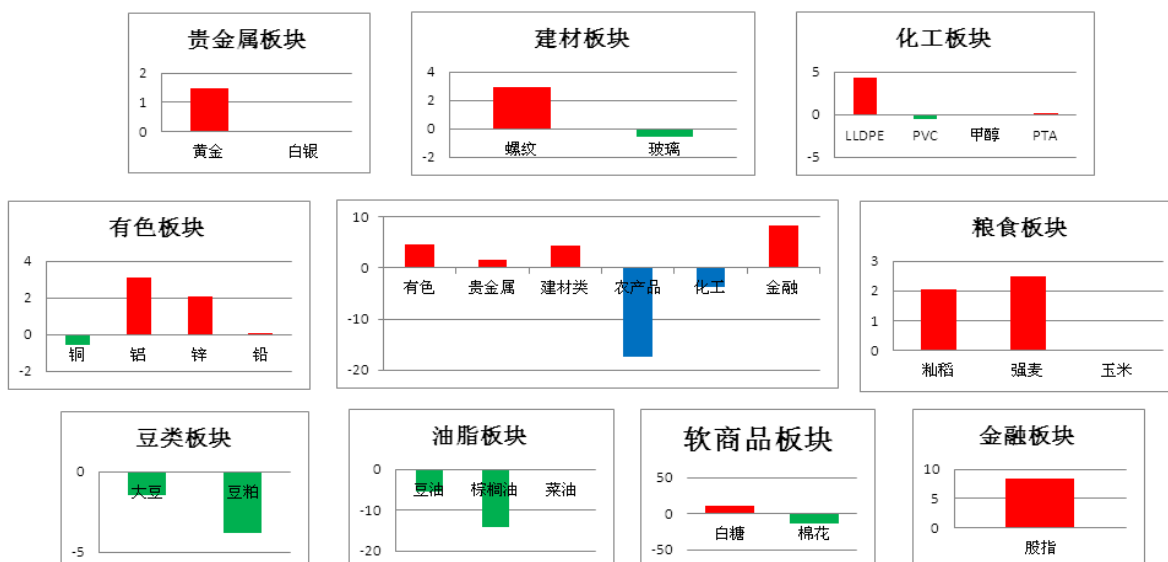 贵金属板块
2
1
0
黄金 白银
建材板块
4
2
0
-2
螺纹 玻璃
化工板块
5
0
-5
LLDPE PVC 甲醇 PTA
有色板块
4
2
0
-2
铜 铝 锌 铅
10
0
-10
-20
有色 贵金属 建材类 农产品 化工 金融
粮食板块
3
2
1
0
籼稻 强麦 玉米
豆类板块
0
-5
大豆 豆粕
油脂板块
0
-10
-20
豆油 棕榈油 菜油
软商品板块
50
0
-50
白糖 棉花
金融板块
10
5
0
股指